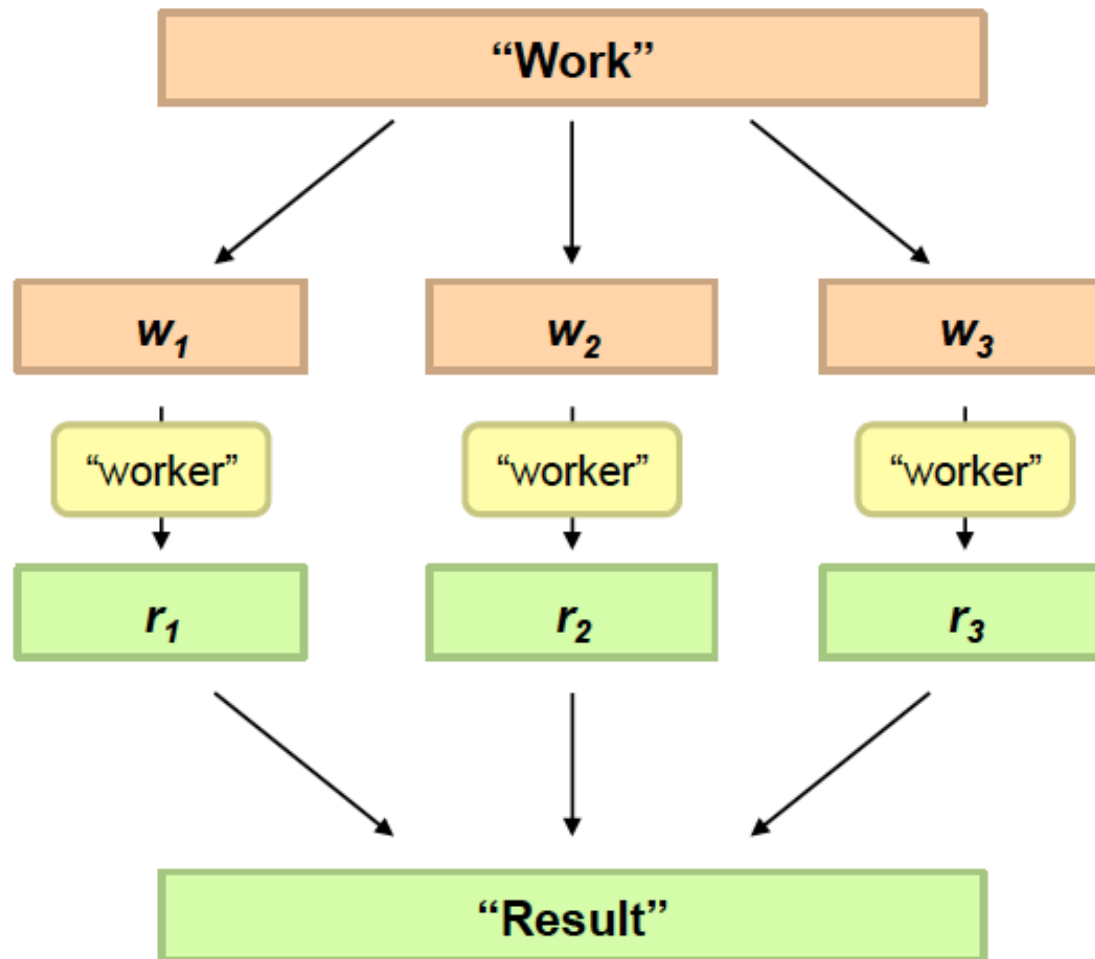 “Work”
w₁
w₂
w₃
“worker”
“worker”
“worker”
r₁
r₂
r₃
“Result”